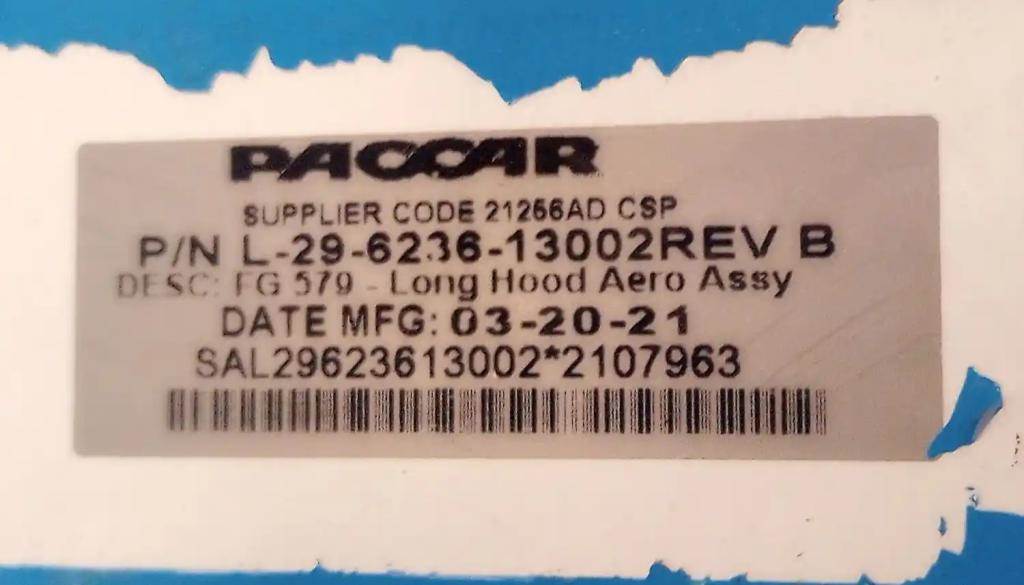 PACCAR
SUPPLIER CODE 21256AD CSP
P/N L-29-6236-13002REV B
DESC: FG 579 - Long Hood Aero Assy
DATE MFG: 03-20-21
SAL29623613002*2107963